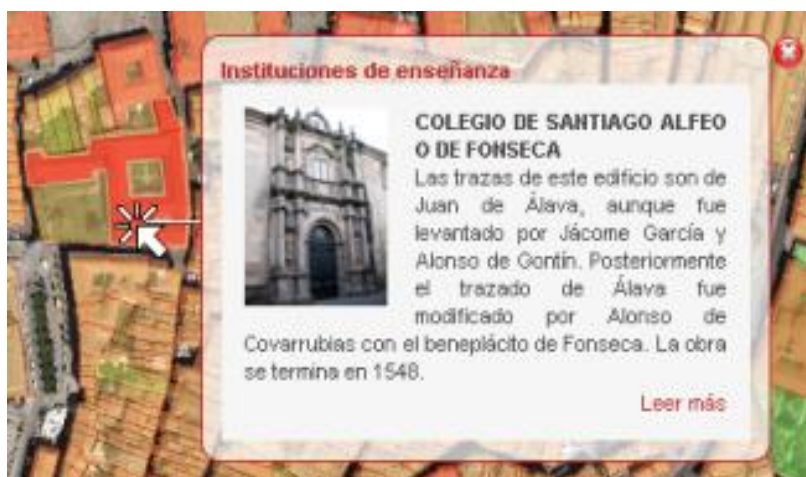 Instituciones de enseñanza
COLEGIO DE SANTIAGO ALFEO
O DE FONSECA
Las trazas de este edificio son de
Juan de Álava, aunque fue
levantado por Jácome García y
Alonso de Gontín. Posteriormente
el trazado de Álava fue
modificado por Alonso de
Covarrubias con el beneplácito de Fonseca. La obra
se termina en 1548.
Leer más